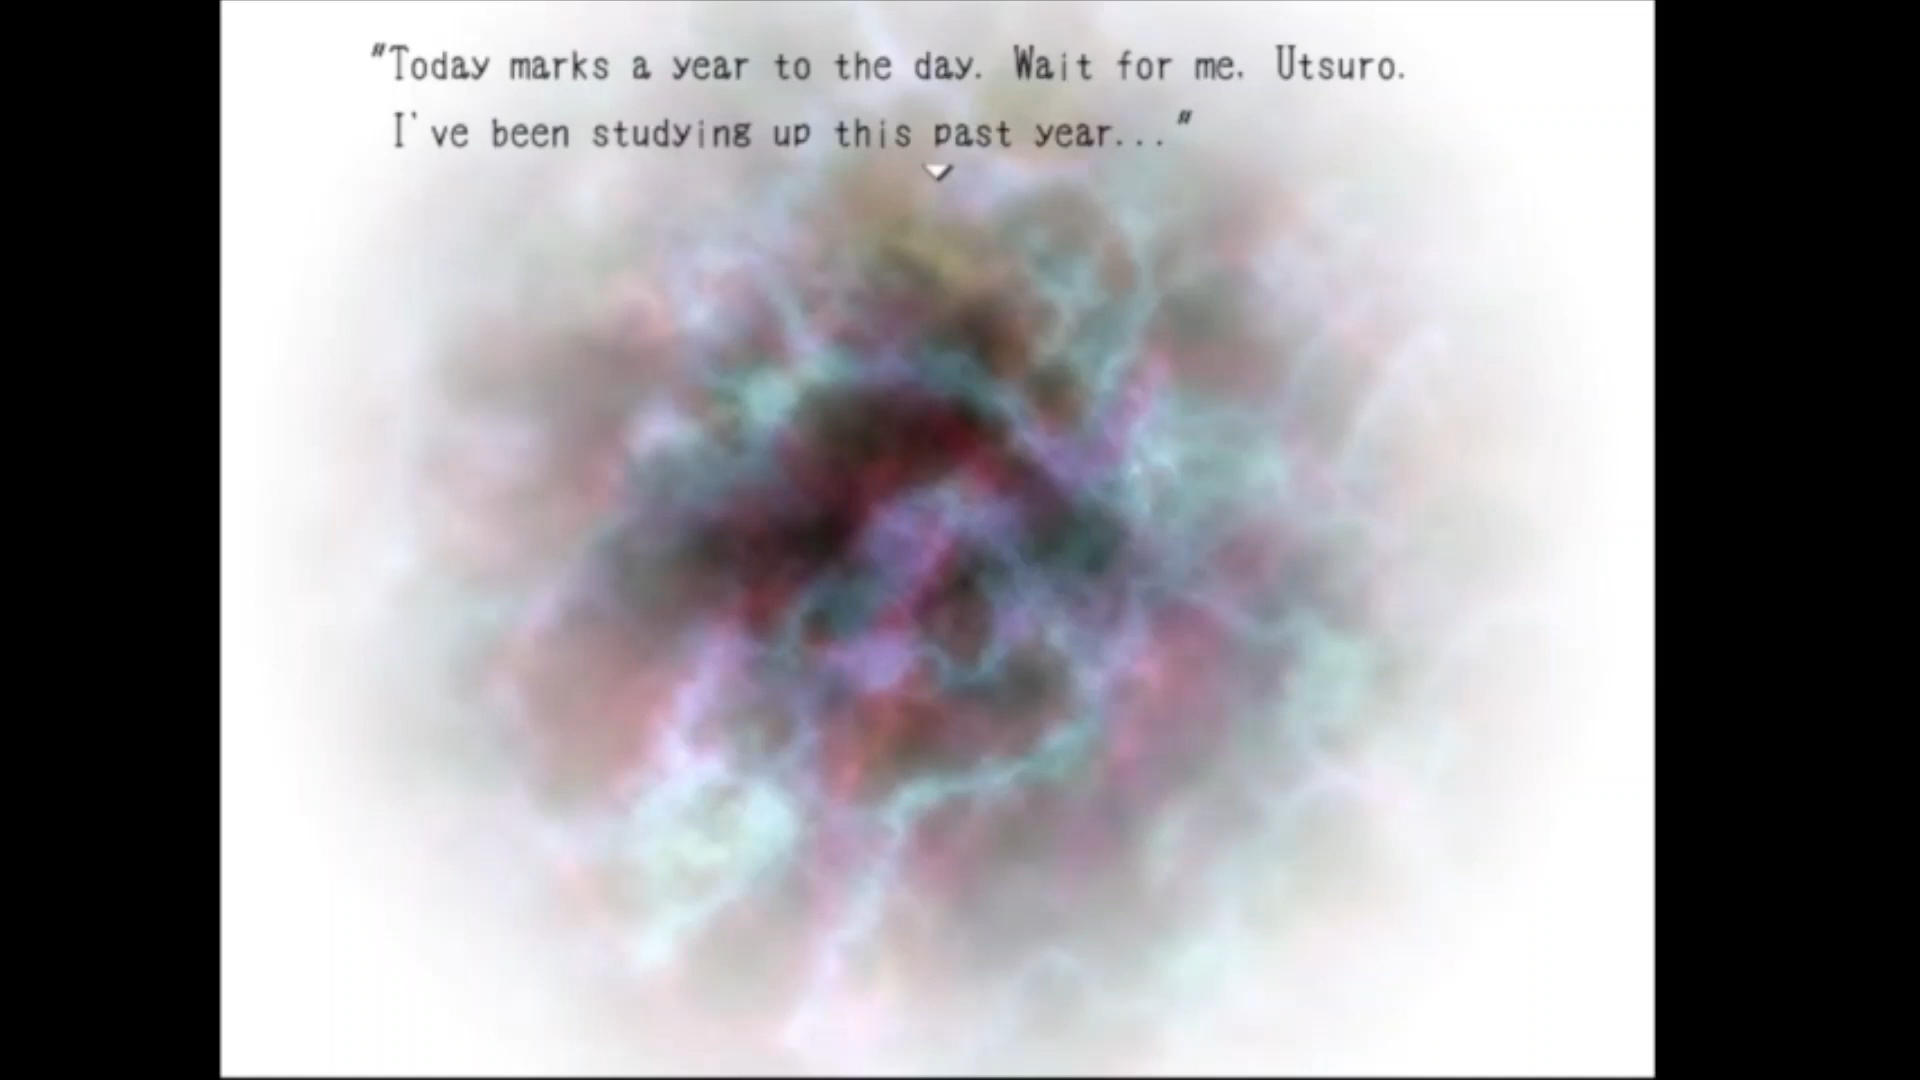 "Today marks a year to the day. Wait for me. Utsuro.
I've been studying up this past year..."